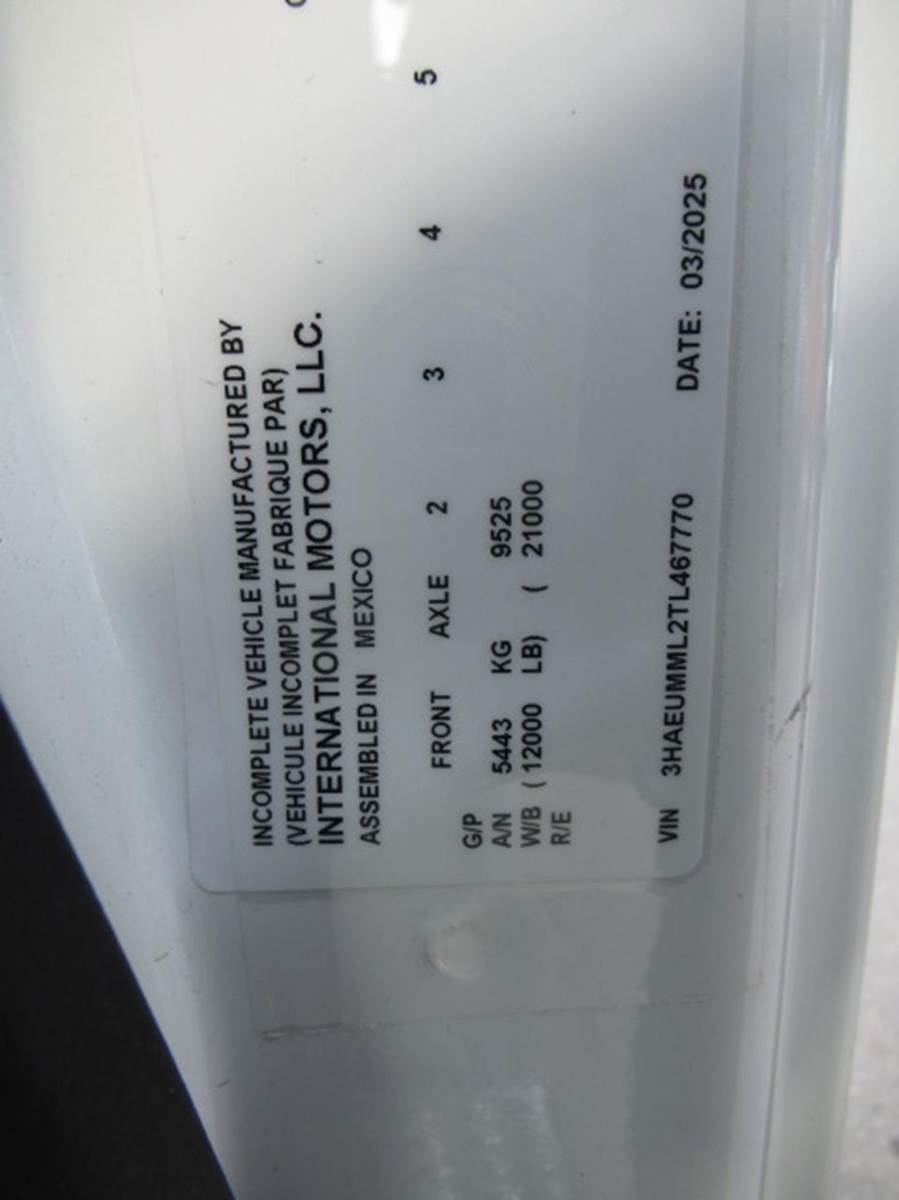 INCOMPLETE VEHICLE MANUFACTURED BY
(VEHICULE INCOMPLET FABRIQUE PAR)
INTERNATIONAL MOTORS, LLC.
ASSEMBLED IN MEXICO
FRONT AXLE 2 3 4 5
G/P
A/N 5443 KG 9525
W/B ( 12000 LB) ( 21000
R/E
VIN 3HAEUMML2TL467770 DATE: 03/2025